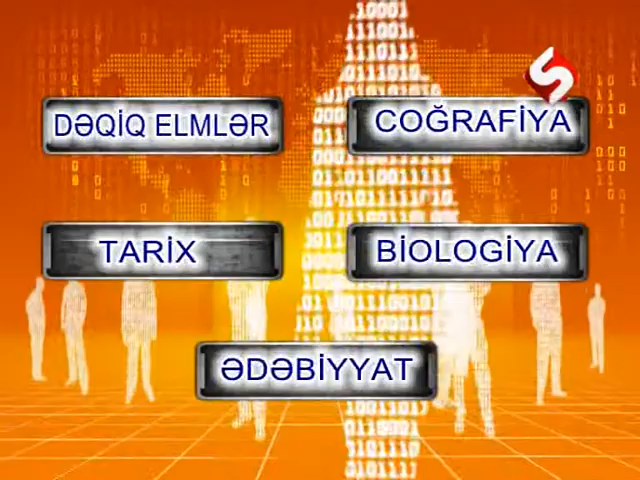 DƏQİQ ELMLƏR
COĞRAFİYA
TARİX
BİOLOGİYA
ƏDƏBİYYAT